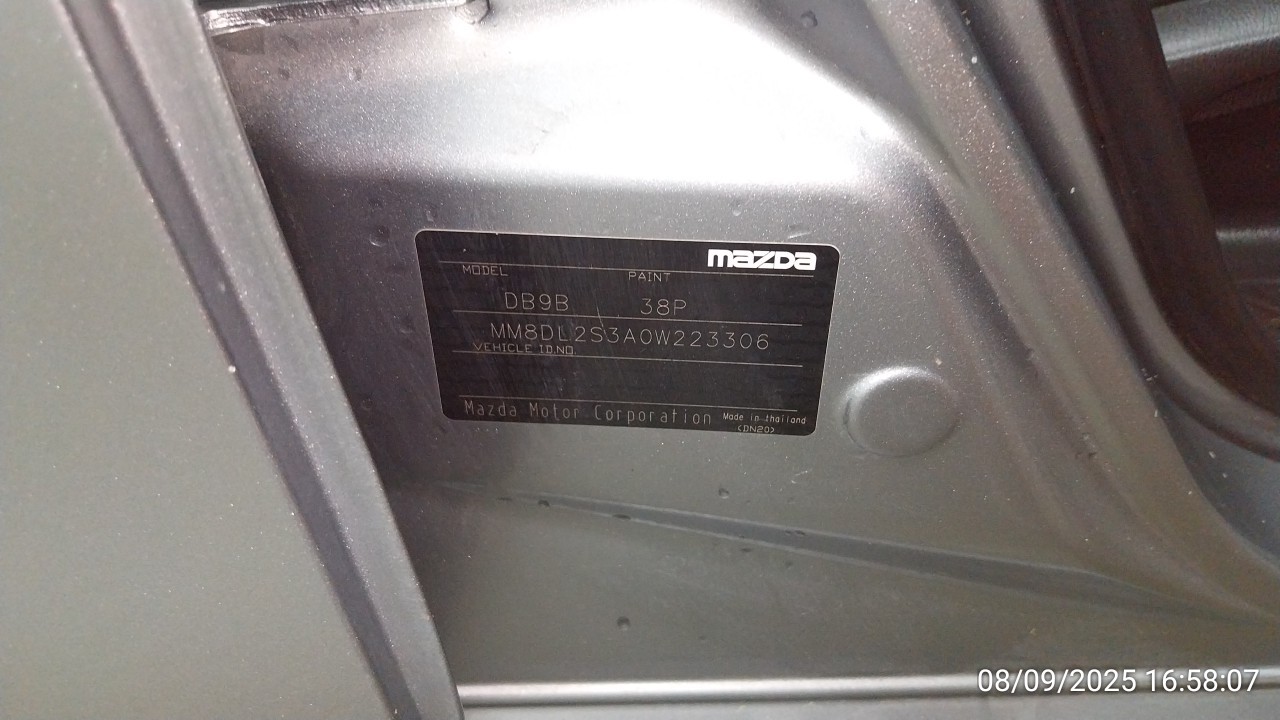 mazda
MODEL PAINT
DB9B 38P
MM8DL2S3A0W223306
VEHICLE ID.NO.
Mazda Motor Corporation Made in thailand
(DN20)
08/09/2025 16:58:07